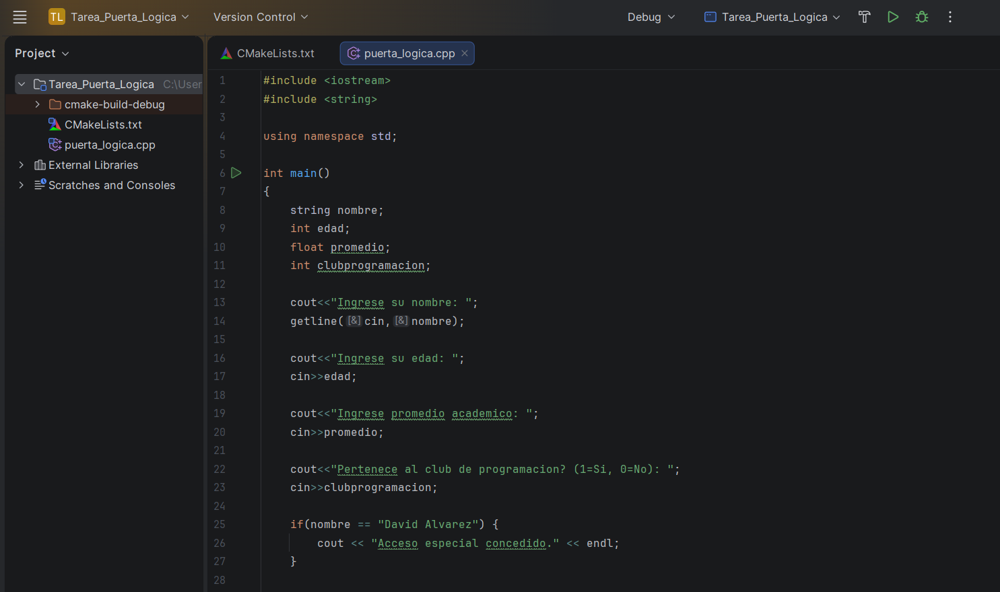 TL Tarea_Puerta_Logica Version Control Debug Tarea_Puerta_Logica
Project
Tarea_Puerta_Logica C:\User
cmake-build-debug
CMakeLists.txt
puerta_logica.cpp
External Libraries
Scratches and Consoles
CMakeLists.txt puerta_logica.cpp
1 #include <iostream>
2 #include <string>
3
4 using namespace std;
5
6 int main()
7 {
8 string nombre;
9 int edad;
10 float promedio;
11 int clubprogramacion;
12
13 cout<<"Ingrese su nombre: ";
14 getline([&]cin,[&]nombre);
15
16 cout<<"Ingrese su edad: ";
17 cin>>edad;
18
19 cout<<"Ingrese promedio academico: ";
20 cin>>promedio;
21
22 cout<<"Pertenece al club de programacion? (1=Si, 0=No): ";
23 cin>>clubprogramacion;
24
25 if(nombre == "David Alvarez") {
26 cout << "Acceso especial concedido." << endl;
27 }
28